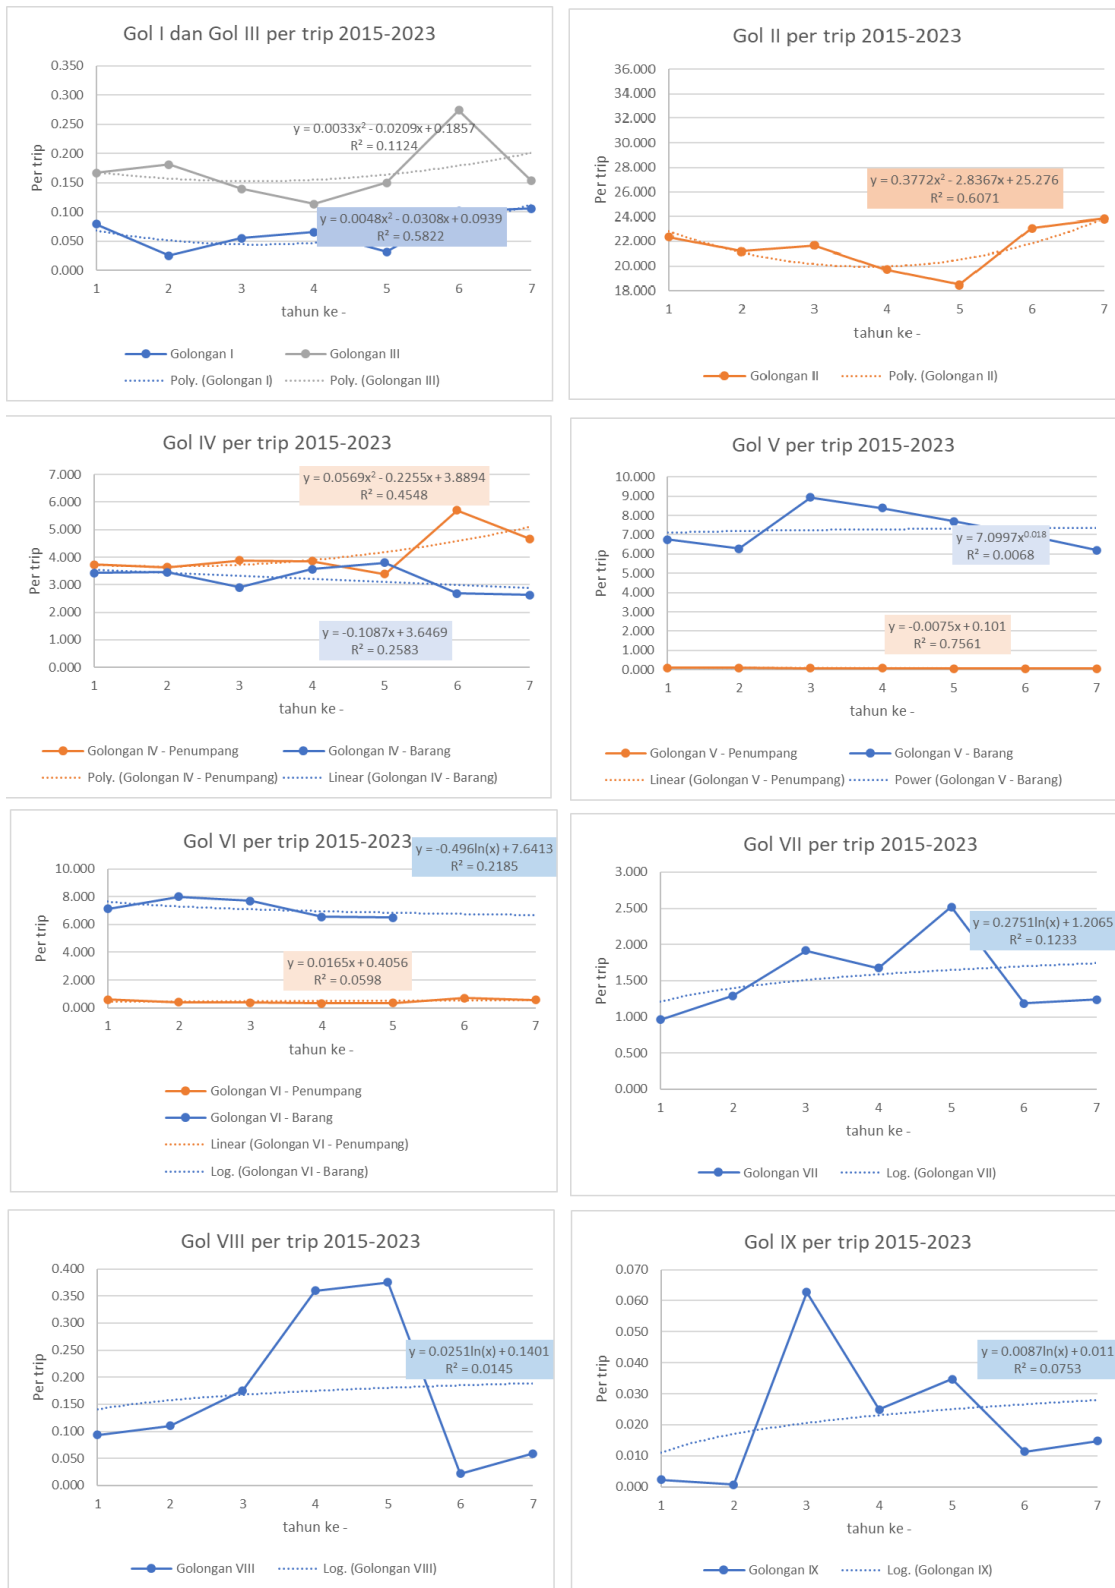 Gol I dan Gol III per trip 2015-2023
0.350
0.300
0.250
0.200
0.150
0.100
0.050
0.000
Per trip
y = 0.0033x² - 0.0209x + 0.1857
R² = 0.1124
y = 0.0048x² - 0.0308x + 0.0939
R² = 0.5822
1 2 3 4 5 6 7
tahun ke -
Golongan I
Golongan III
Poly. (Golongan I)
Poly. (Golongan III)
Gol II per trip 2015-2023
36.000
34.000
32.000
30.000
28.000
26.000
24.000
22.000
20.000
18.000
Per trip
y = 0.3772x² - 2.8367x + 25.276
R² = 0.6071
1 2 3 4 5 6 7
tahun ke -
Golongan II
Poly. (Golongan II)
Gol IV per trip 2015-2023
7.000
6.000
5.000
4.000
3.000
2.000
1.000
0.000
Per trip
y = 0.0569x² - 0.2255x + 3.8894
R² = 0.4548
y = -0.1087x + 3.6469
R² = 0.2583
1 2 3 4 5 6 7
tahun ke -
Golongan IV - Penumpang
Golongan IV - Barang
Poly. (Golongan IV - Penumpang)
Linear (Golongan IV - Barang)
Gol V per trip 2015-2023
10.000
9.000
8.000
7.000
6.000
5.000
4.000
3.000
2.000
1.000
0.000
Per trip
y = 7.0997x^0.018
R² = 0.0068
y = -0.0075x + 0.101
R² = 0.7561
1 2 3 4 5 6 7
tahun ke -
Golongan V - Penumpang
Golongan V - Barang
Linear (Golongan V - Penumpang)
Power (Golongan V - Barang)
Gol VI per trip 2015-2023
10.000
8.000
6.000
4.000
2.000
0.000
Per trip
y = -0.496ln(x) + 7.6413
R² = 0.2185
y = 0.0165x + 0.4056
R² = 0.0598
1 2 3 4 5 6 7
tahun ke -
Golongan VI - Penumpang
Golongan VI - Barang
Linear (Golongan VI - Penumpang)
Log. (Golongan VI - Barang)
Gol VII per trip 2015-2023
3.000
2.500
2.000
1.500
1.000
0.500
0.000
Per trip
y = 0.2751ln(x) + 1.2065
R² = 0.1233
1 2 3 4 5 6 7
tahun ke -
Golongan VII
Log. (Golongan VII)
Gol VIII per trip 2015-2023
0.400
0.350
0.300
0.250
0.200
0.150
0.100
0.050
0.000
Per trip
y = 0.0251ln(x) + 0.1401
R² = 0.0145
1 2 3 4 5 6 7
tahun ke -
Golongan VIII
Log. (Golongan VIII)
Gol IX per trip 2015-2023
0.070
0.060
0.050
0.040
0.030
0.020
0.010
0.000
Per trip
y = 0.0087ln(x) + 0.011
R² = 0.0753
1 2 3 4 5 6 7
tahun ke -
Golongan IX
Log. (Golongan IX)